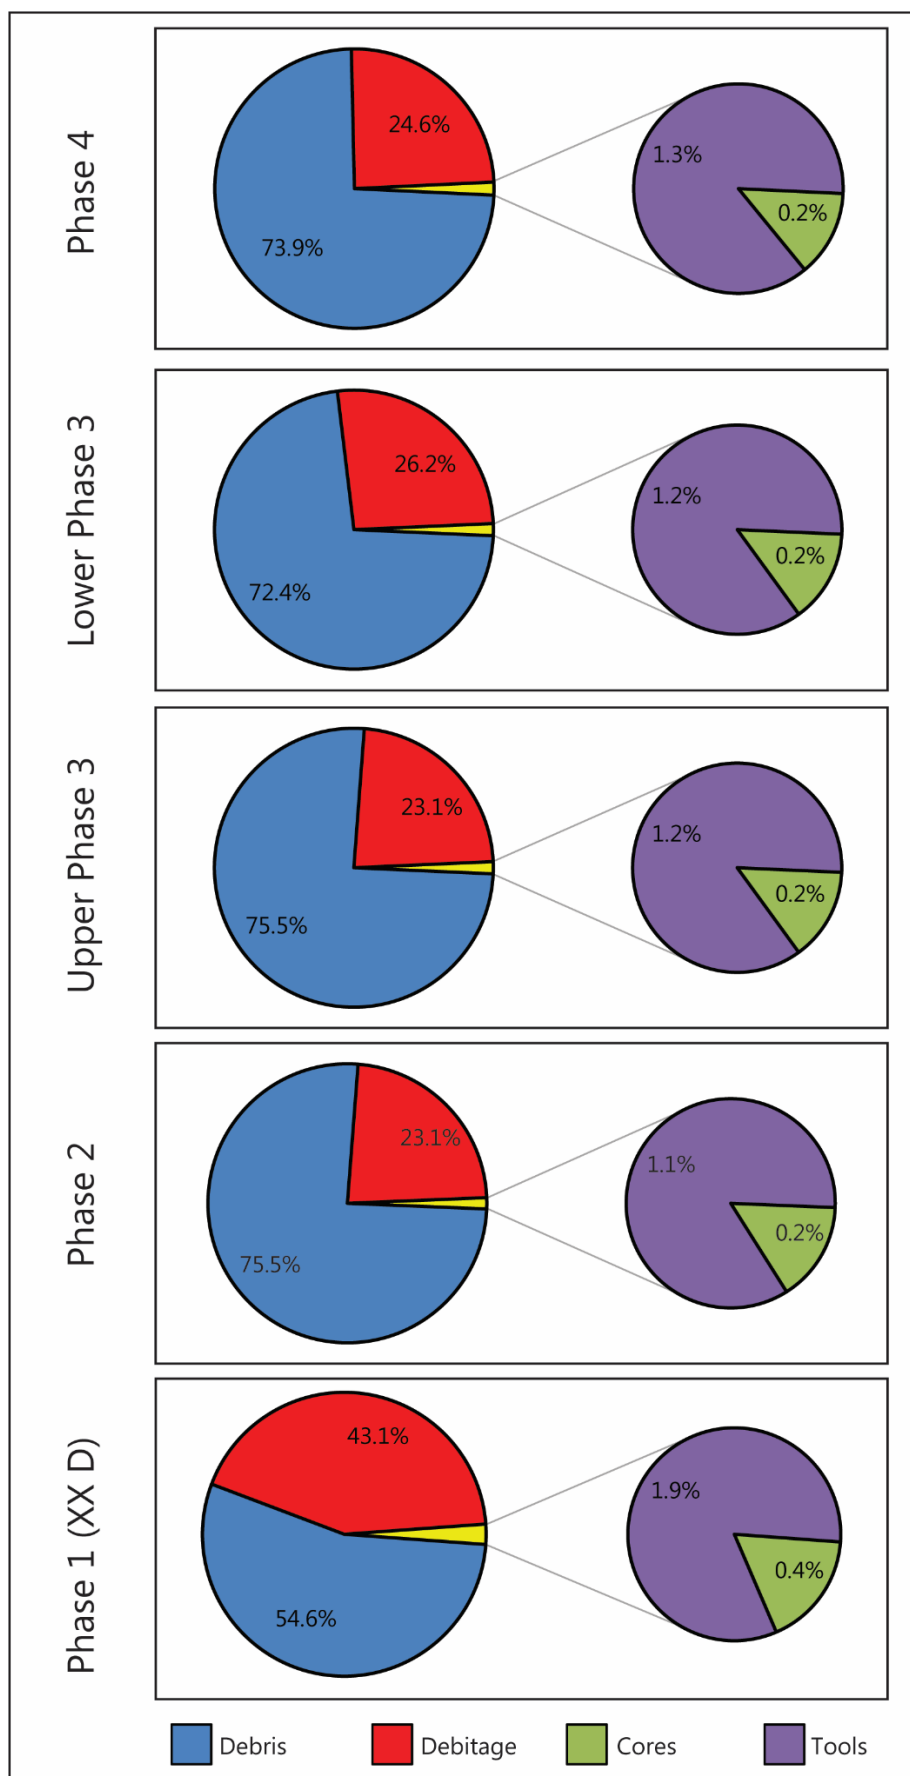 Phase 4
24.6%
73.9%
1.3%
0.2%
Lower Phase 3
26.2%
72.4%
1.2%
0.2%
Upper Phase 3
23.1%
75.5%
1.2%
0.2%
Phase 2
23.1%
75.5%
1.1%
0.2%
Phase 1 (XX D)
43.1%
54.6%
1.9%
0.4%
Debris
Debitage
Cores
Tools